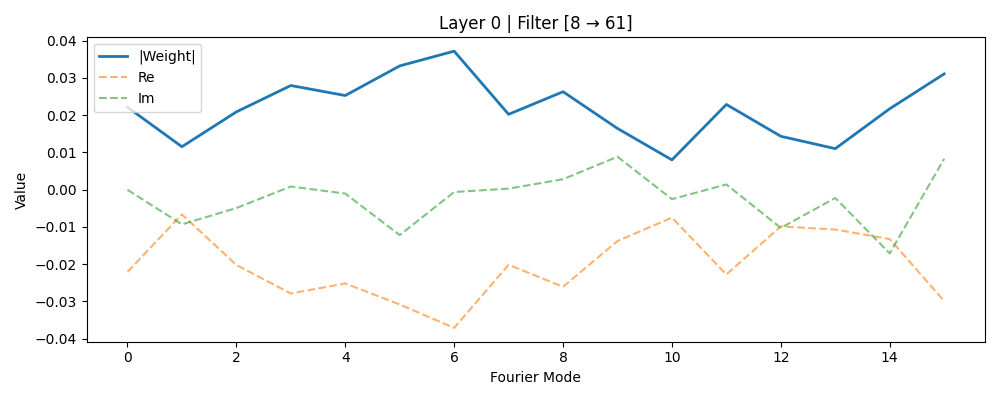 Layer 0 | Filter [8 → 61]
|Weight|
Re
Im
0.04
0.03
0.02
0.01
0.00
−0.01
−0.02
−0.03
−0.04
Value
0 2 4 6 8 10 12 14
Fourier Mode